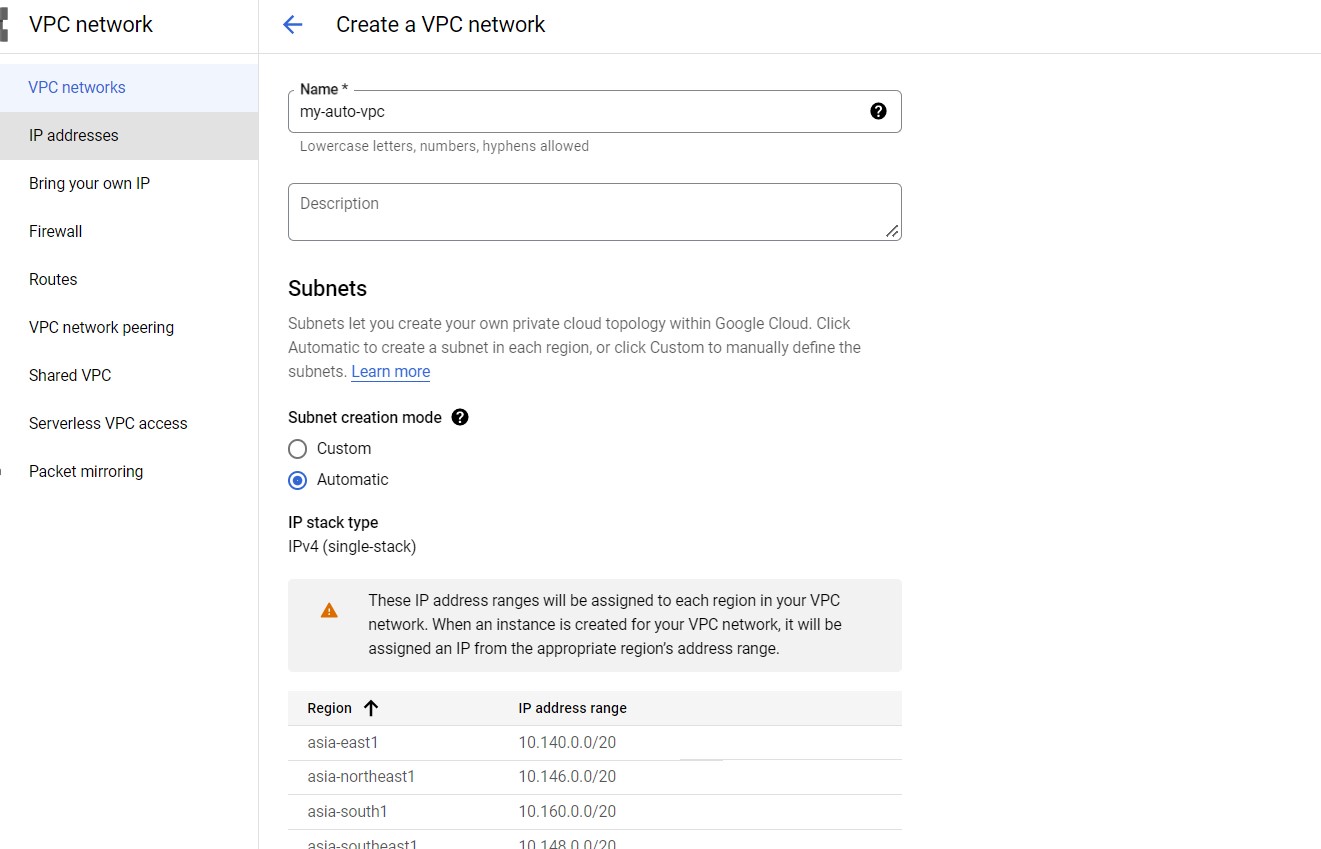 VPC network
Create a VPC network
VPC networks
IP addresses
Bring your own IP
Firewall
Routes
VPC network peering
Shared VPC
Serverless VPC access
Packet mirroring
Name *
my-auto-vpc
Lowercase letters, numbers, hyphens allowed
Description
Subnets
Subnets let you create your own private cloud topology within Google Cloud. Click
Automatic to create a subnet in each region, or click Custom to manually define the
subnets. Learn more
Subnet creation mode
Custom
Automatic
IP stack type
IPv4 (single-stack)
These IP address ranges will be assigned to each region in your VPC
network. When an instance is created for your VPC network, it will be
assigned an IP from the appropriate region’s address range.
Region IP address range
asia-east1 10.140.0.0/20
asia-northeast1 10.146.0.0/20
asia-south1 10.160.0.0/20
asia-southeast1 10.148.0.0/20